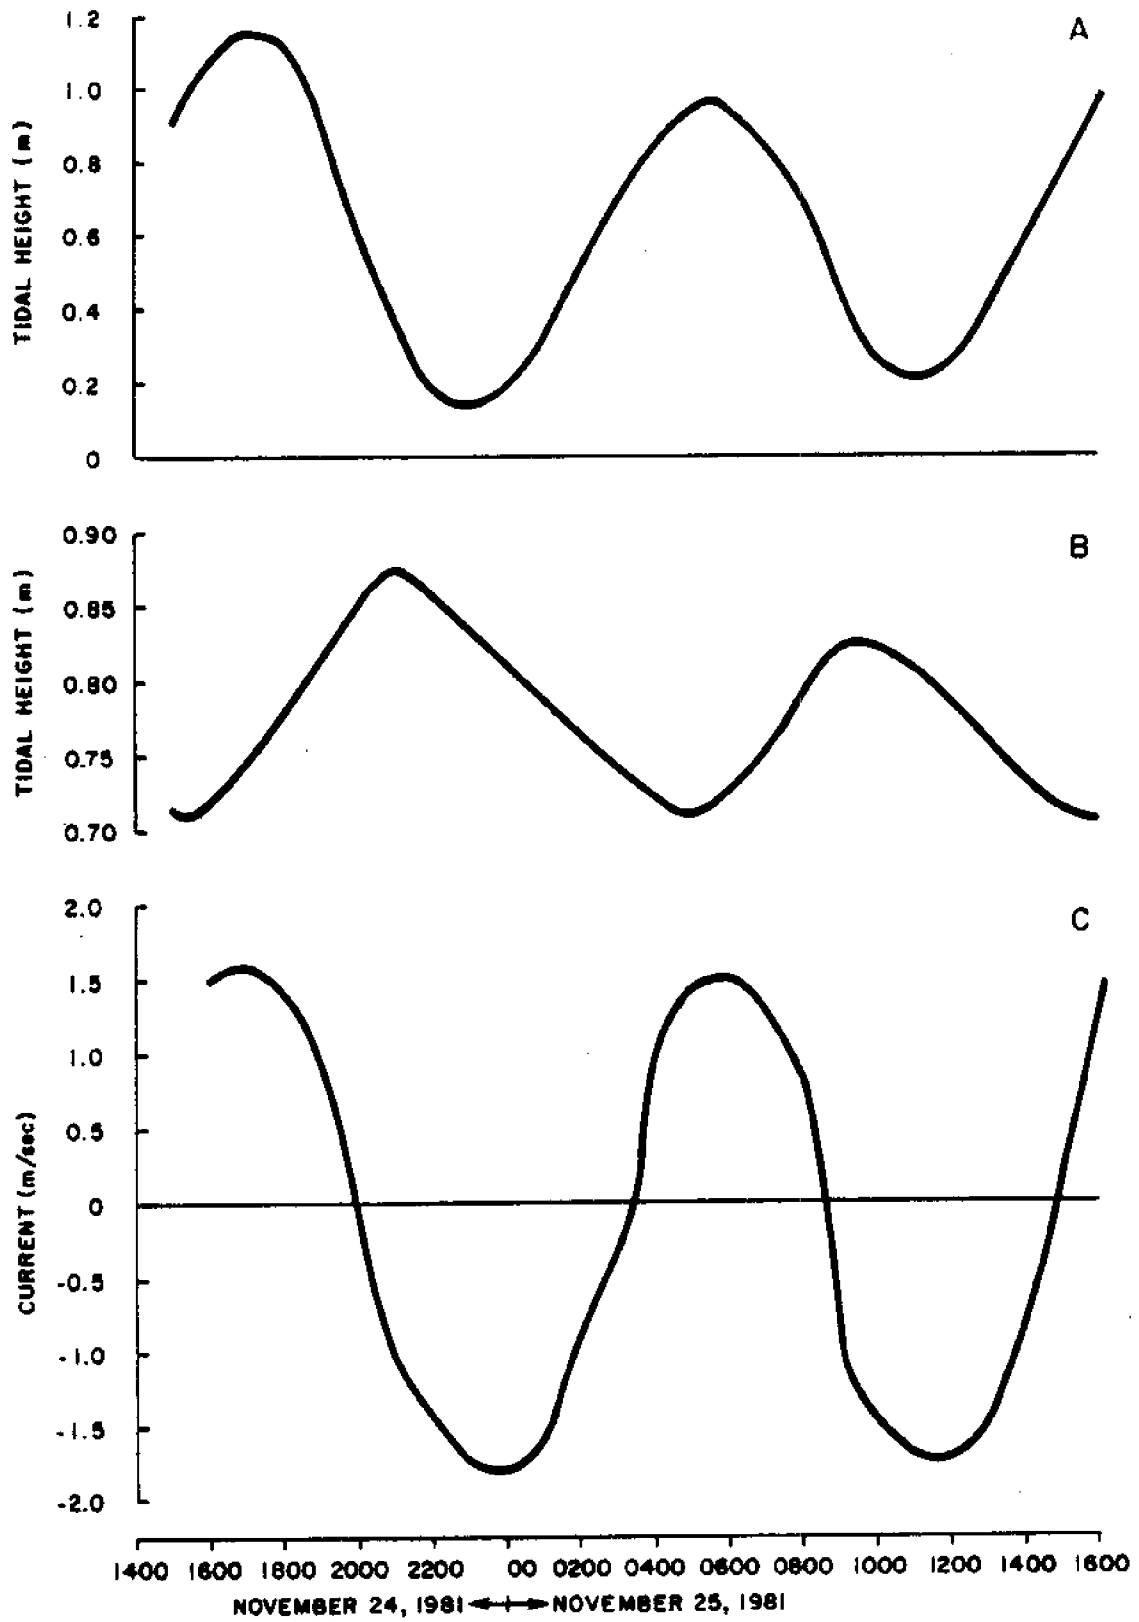 A
TIDAL HEIGHT (m)
1.2
1.0
0.8
0.6
0.4
0.2
0
B
TIDAL HEIGHT (m)
0.90
0.85
0.80
0.75
0.70
C
CURRENT (m/sec)
2.0
1.5
1.0
0.5
0
-0.5
-1.0
-1.5
-2.0
1400 1600 1800 2000 2200 00 0200 0400 0600 0800 1000 1200 1400 1600
NOVEMBER 24, 1981 NOVEMBER 25, 1981